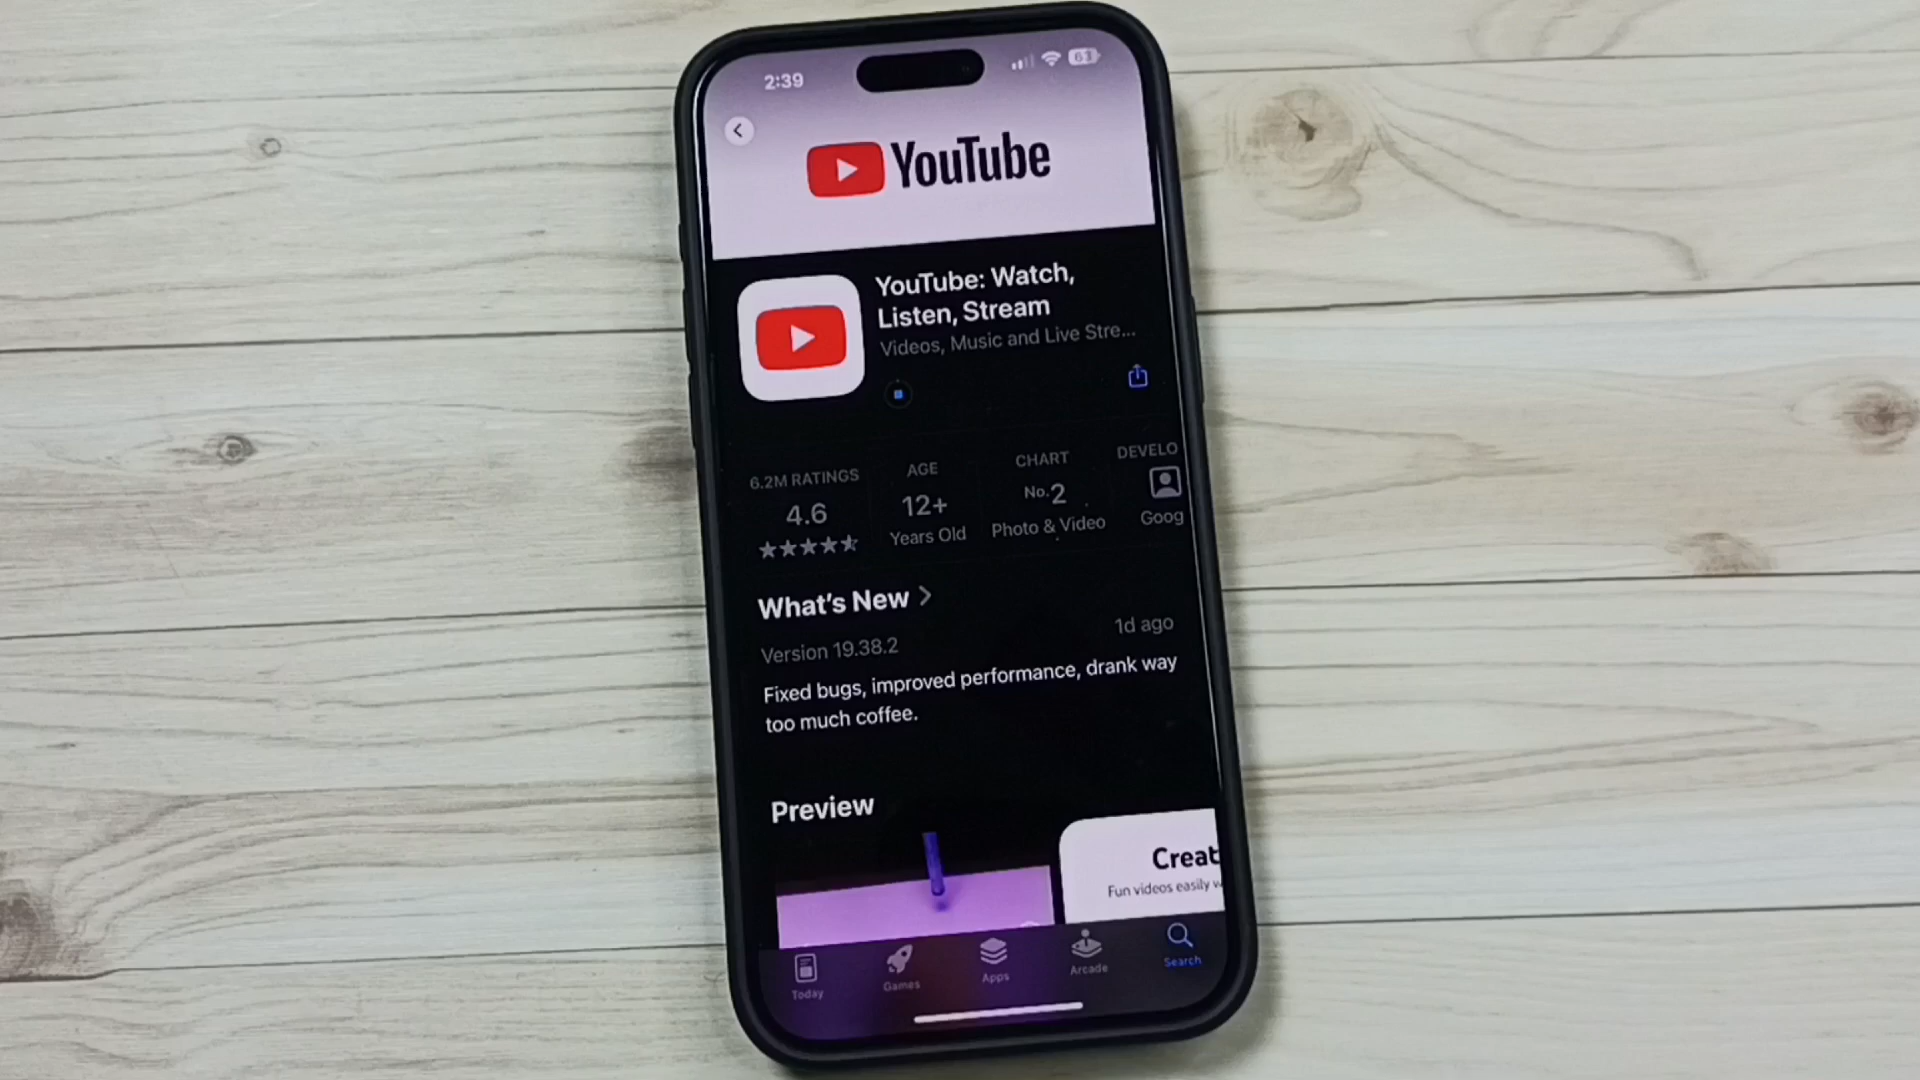 2:39
63
YouTube
YouTube: Watch,
Listen, Stream
Videos, Music and Live Stre...
6.2M RATINGS
4.6
AGE
12+
Years Old
CHART
No.2
Photo & Video
DEVELO
Goog
What's New
Version 19.38.2
1d ago
Fixed bugs, improved performance, drank way
too much coffee.
Preview
Creat
Fun videos easily w
Today
Games
Apps
Arcade
Search